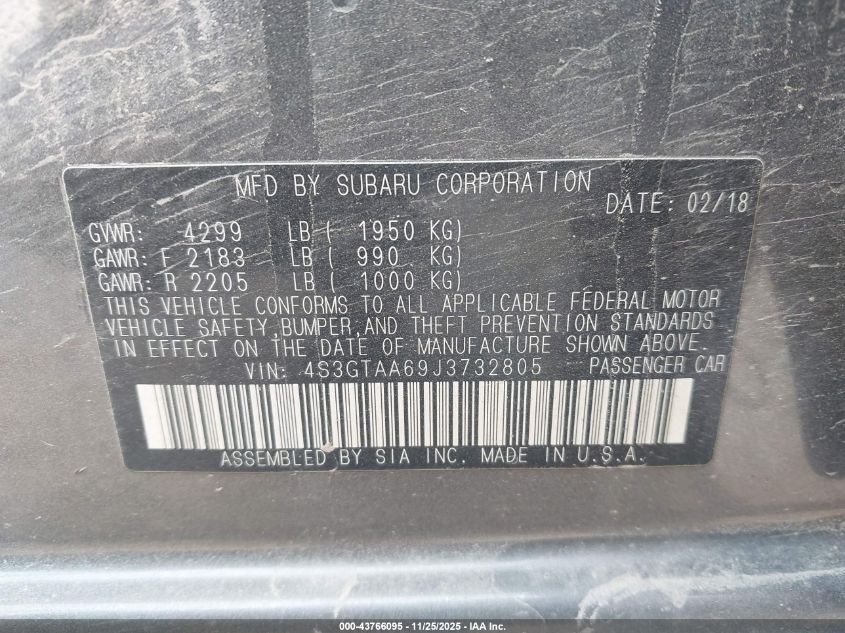 MFD BY SUBARU CORPORATION
DATE: 02/18
GVWR: 4299 LB ( 1950 KG)
GAWR: F 2183 LB ( 990 KG)
GAWR: R 2205 LB ( 1000 KG)
THIS VEHICLE CONFORMS TO ALL APPLICABLE FEDERAL MOTOR
VEHICLE SAFETY, BUMPER, AND THEFT PREVENTION STANDARDS
IN EFFECT ON THE DATE OF MANUFACTURE SHOWN ABOVE.
VIN: 4S3GTAA69J3732805 PASSENGER CAR
ASSEMBLED BY SIA INC. MADE IN U.S.A.
000-43766095 - 11/25/2025 - IAA Inc.